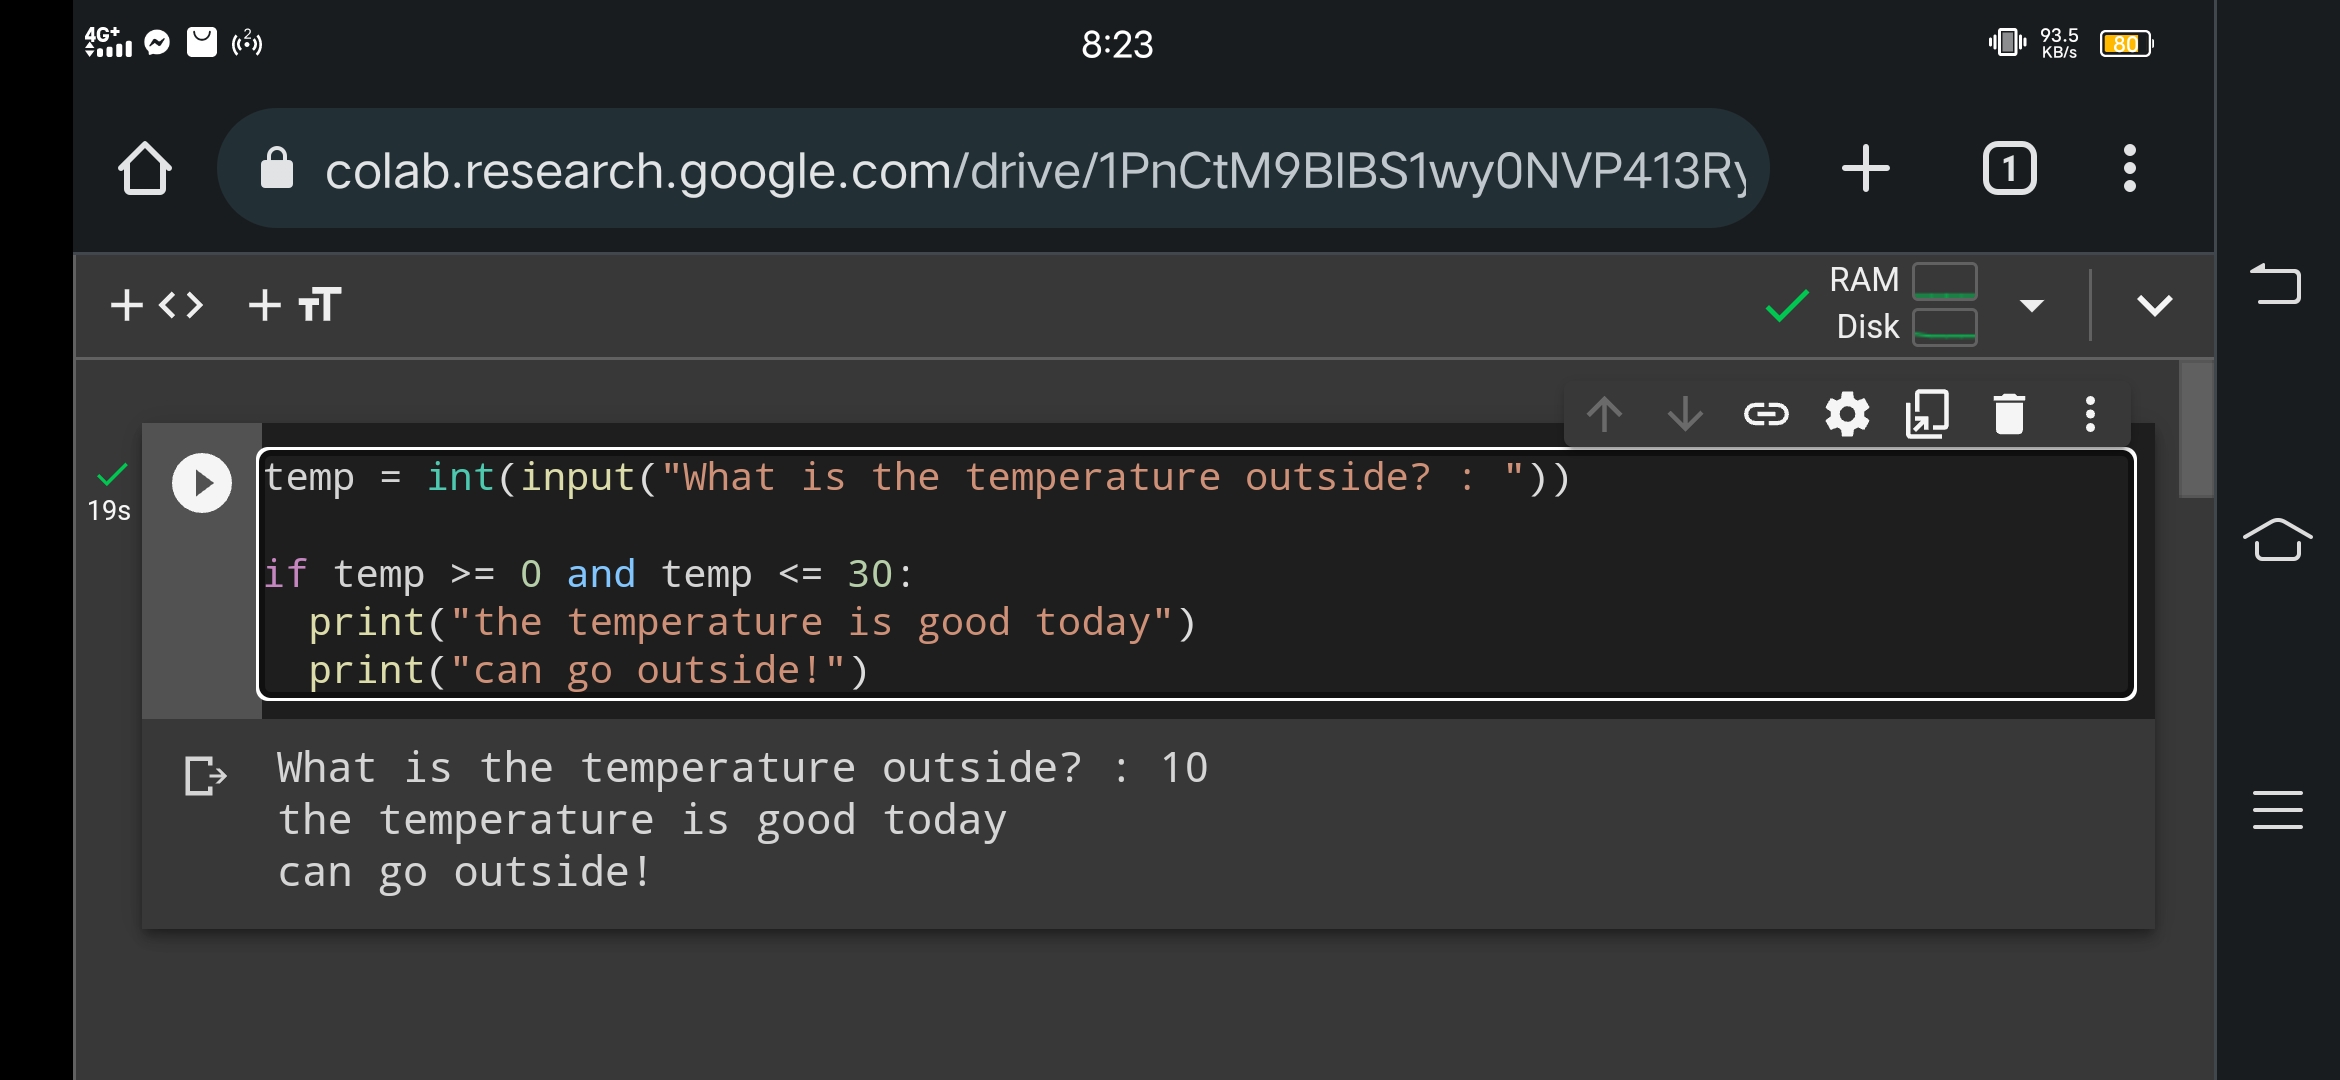 4G+ 2 8:23 93.5 KB/s 80
colab.research.google.com/drive/1PnCtM9BIBS1wy0NVP413Ry 1
RAM
Disk
temp = int(input("What is the temperature outside? : "))
19s
if temp >= 0 and temp <= 30:
print("the temperature is good today")
print("can go outside!")
What is the temperature outside? : 10
the temperature is good today
can go outside!